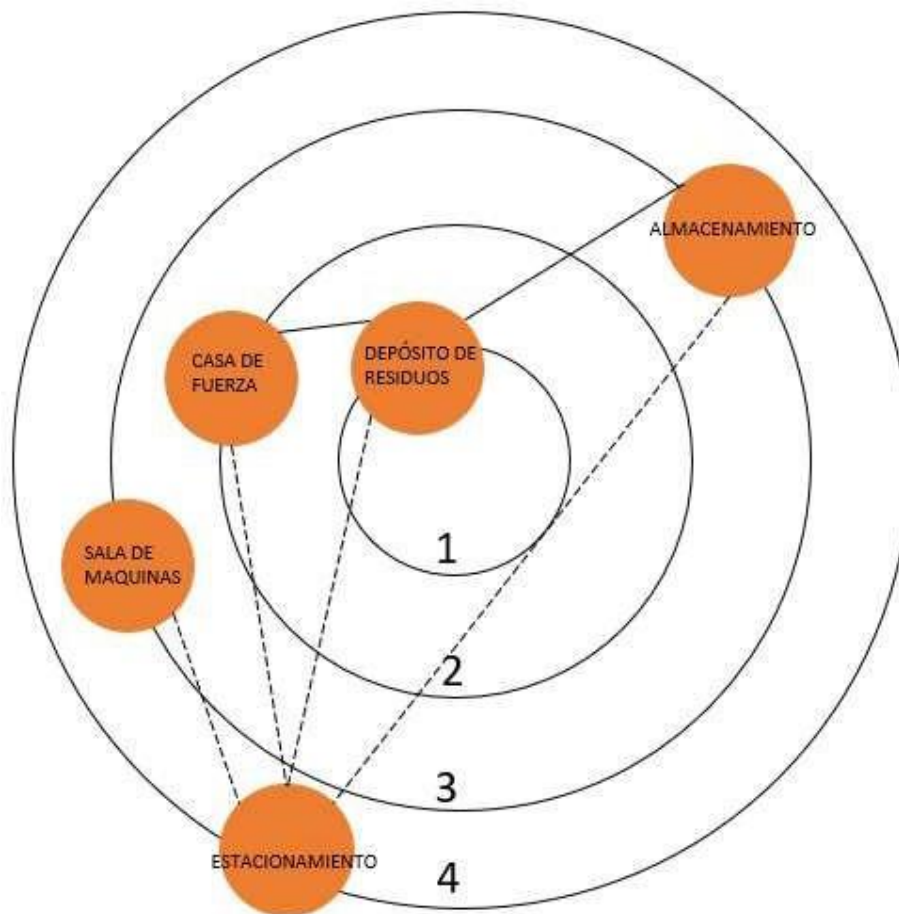 ALMACENAMIENTO
CASA DE
FUERZA
DEPÓSITO DE
RESIDUOS
1
SALA DE
MAQUINAS
2
3
ESTACIONAMIENTO
4